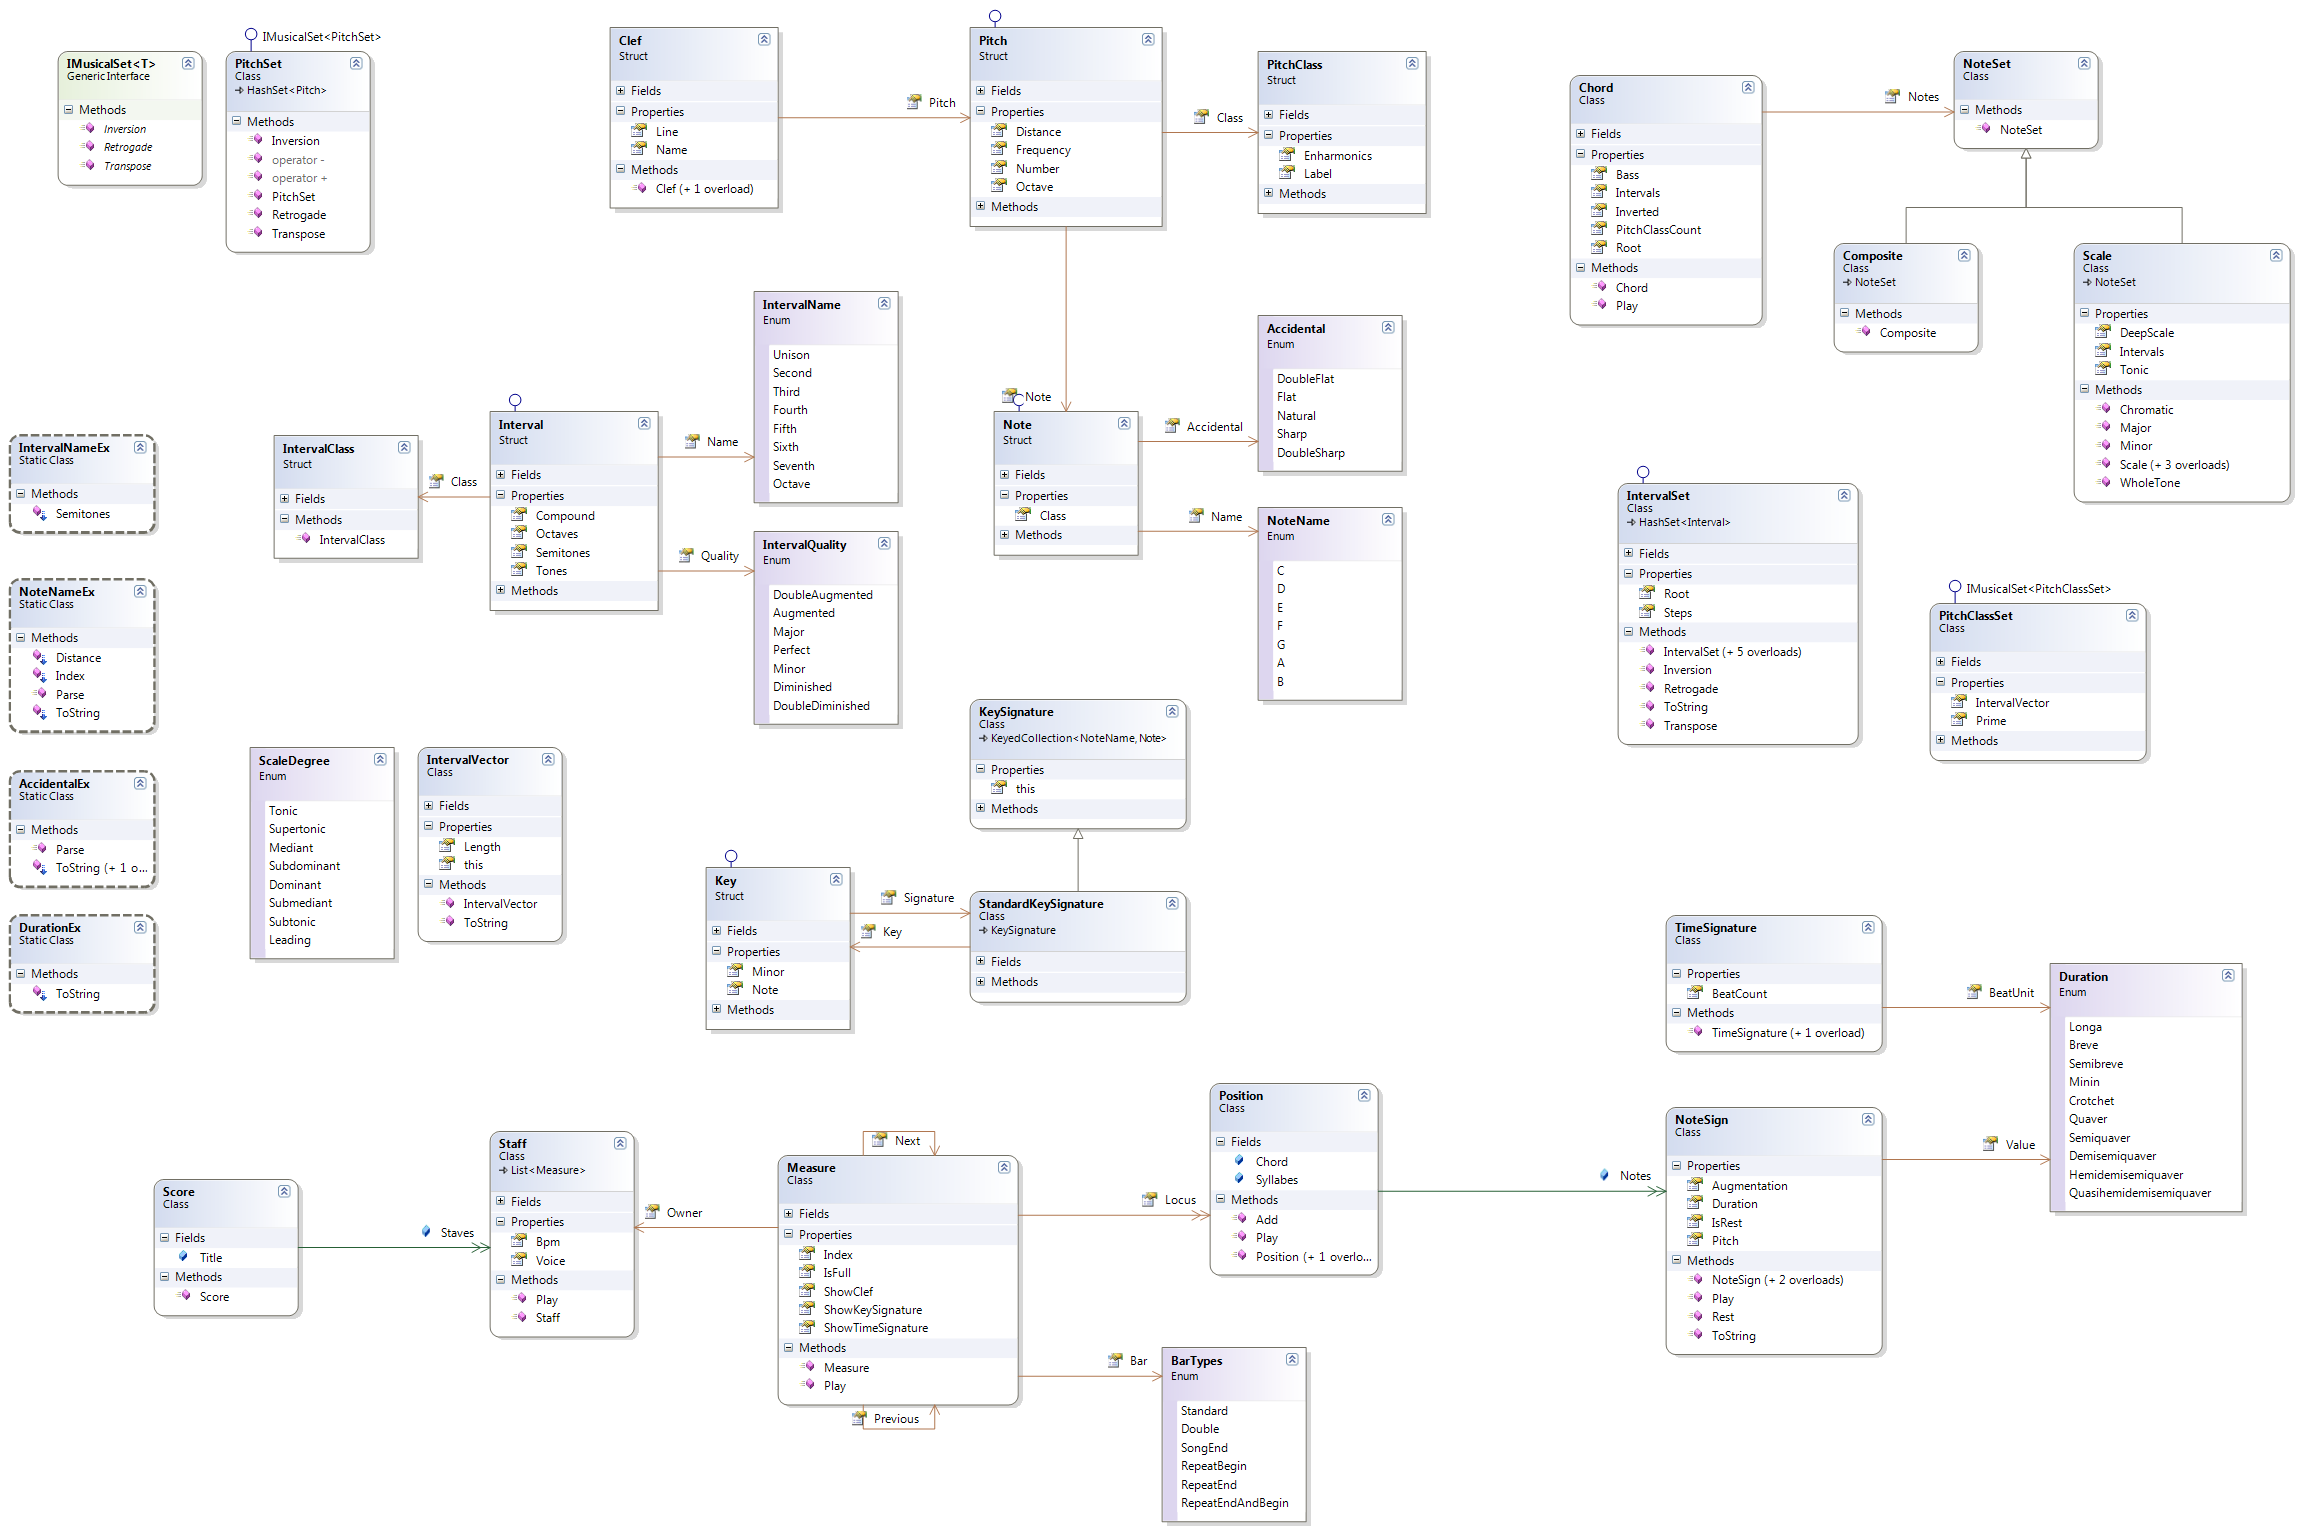 IMusicalSet<T>
Generic Interface
Methods
Inversion
Retrogade
Transpose
IMusicalSet<PitchSet>
PitchSet
Class
HashSet<Pitch>
Methods
Inversion
operator -
operator +
PitchSet
Retrogade
Transpose
Clef
Struct
Fields
Properties
Line
Name
Methods
Clef (+ 1 overload)
Pitch
Pitch
Struct
Fields
Properties
Distance
Frequency
Number
Octave
Methods
Class
PitchClass
Struct
Fields
Properties
Enharmonics
Label
Methods
Chord
Class
Fields
Properties
Bass
Intervals
Inverted
PitchClassCount
Root
Methods
Chord
Play
Notes
NoteSet
Class
Methods
NoteSet
Composite
Class
NoteSet
Methods
Composite
Scale
Class
NoteSet
Properties
DeepScale
Intervals
Tonic
Methods
Chromatic
Major
Minor
Scale (+ 3 overloads)
WholeTone
IntervalNameEx
Static Class
Methods
Semitones
IntervalClass
Struct
Fields
Methods
IntervalClass
Class
Interval
Struct
Fields
Properties
Compound
Octaves
Semitones
Tones
Methods
Name
IntervalName
Enum
Unison
Second
Third
Fourth
Fifth
Sixth
Seventh
Octave
Quality
IntervalQuality
Enum
DoubleAugmented
Augmented
Major
Perfect
Minor
Diminished
DoubleDiminished
Note
Note
Struct
Fields
Properties
Class
Methods
Accidental
Accidental
Enum
DoubleFlat
Flat
Natural
Sharp
DoubleSharp
Name
NoteName
Enum
C
D
E
F
G
A
B
IntervalSet
Class
HashSet<Interval>
Fields
Properties
Root
Steps
Methods
IntervalSet (+ 5 overloads)
Inversion
Retrogade
ToString
Transpose
IMusicalSet<PitchClassSet>
PitchClassSet
Class
Fields
Properties
IntervalVector
Prime
Methods
NoteNameEx
Static Class
Methods
Distance
Index
Parse
ToString
AccidentalEx
Static Class
Methods
Parse
ToString (+ 1 o...
DurationEx
Static Class
Methods
ToString
ScaleDegree
Enum
Tonic
Supertonic
Mediant
Subdominant
Dominant
Submediant
Subtonic
Leading
IntervalVector
Class
Fields
Properties
Length
this
Methods
IntervalVector
ToString
KeySignature
Class
KeyedCollection<NoteName, Note>
Properties
this
Methods
Key
Struct
Fields
Properties
Minor
Note
Methods
Signature
Key
StandardKeySignature
Class
KeySignature
Fields
Methods
TimeSignature
Class
Properties
BeatCount
Methods
TimeSignature (+ 1 overload)
BeatUnit
Duration
Enum
Longa
Breve
Semibreve
Minin
Crotchet
Quaver
Semiquaver
Demisemiquaver
Hemidemisemiquaver
Quasihemidemisemiquaver
Score
Class
Fields
Title
Methods
Score
Staves
Staff
Class
List<Measure>
Fields
Properties
Bpm
Voice
Methods
Play
Staff
Owner
Next
Measure
Class
Fields
Properties
Index
IsFull
ShowClef
ShowKeySignature
ShowTimeSignature
Methods
Measure
Play
Previous
Locus
Position
Class
Fields
Chord
Syllabes
Methods
Add
Play
Position (+ 1 overlo...
Bar
BarTypes
Enum
Standard
Double
SongEnd
RepeatBegin
RepeatEnd
RepeatEndAndBegin
Notes
NoteSign
Class
Properties
Augmentation
Duration
IsRest
Pitch
Methods
NoteSign (+ 2 overloads)
Play
Rest
ToString
Value